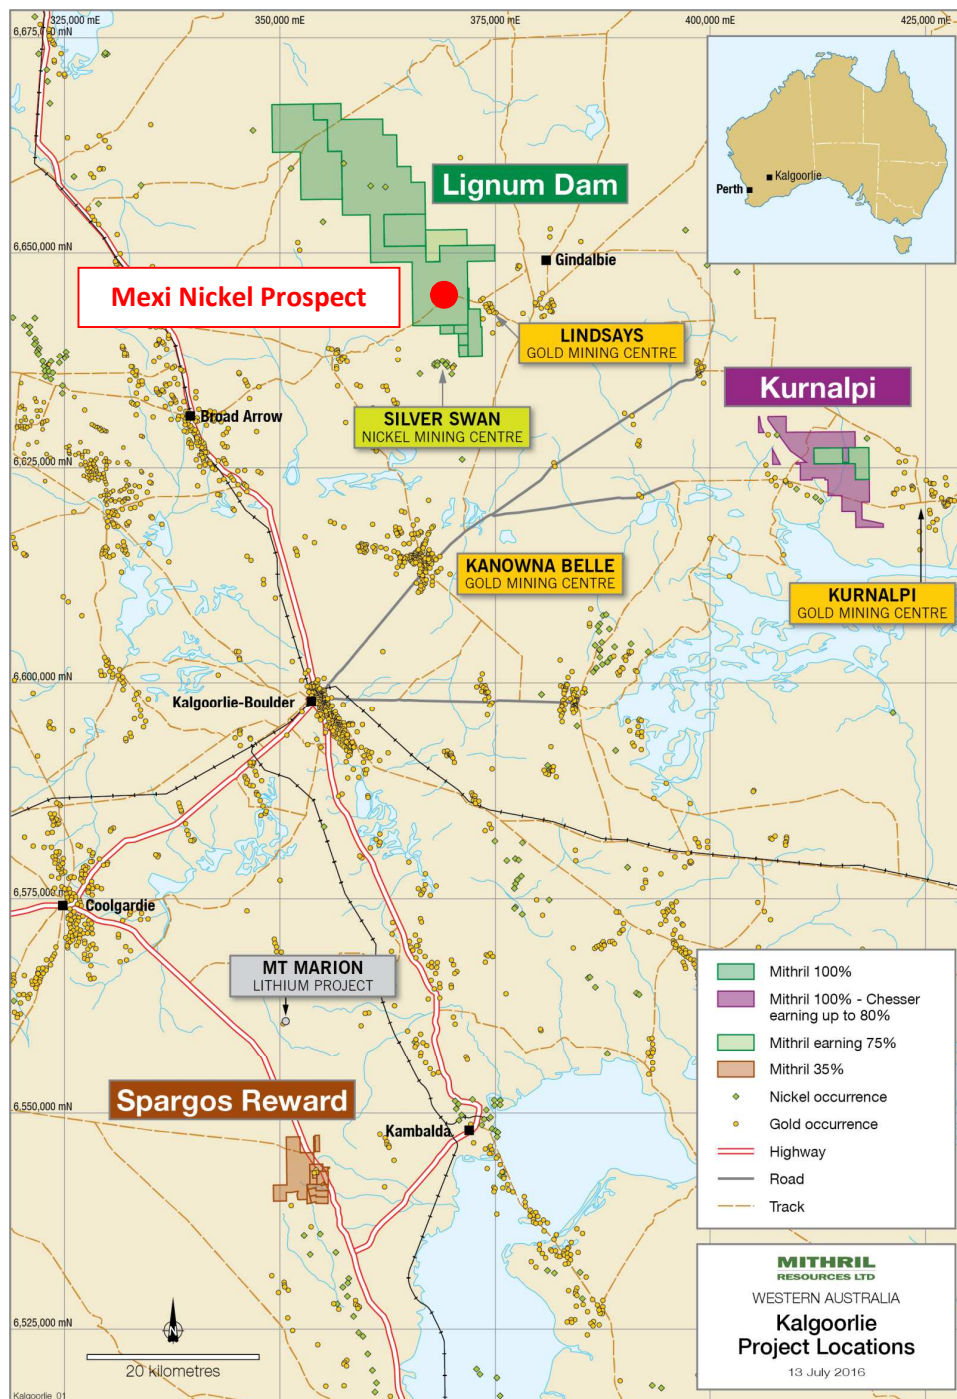 325,000 mE
350,000 mE
375,000 mE
400,000 mE
425,000 mE
6,675,000 mN
Perth
Kalgoorlie
Lignum Dam
6,650,000 mN
Gindalbie
Mexi Nickel Prospect
LINDSAYS
GOLD MINING CENTRE
Kurnalpi
SILVER SWAN
NICKEL MINING CENTRE
Broad Arrow
6,625,000 mN
KANOWNA BELLE
GOLD MINING CENTRE
KURNALPI
GOLD MINING CENTRE
6,600,000 mN
Kalgoorlie-Boulder
6,575,000 m
Coolgardie
MT MARION
LITHIUM PROJECT
Mithril 100%
Mithril 100% - Chesser
earning up to 80%
Mithril earning 75%
Mithril 35%
Nickel occurrence
Gold occurrence
Highway
Road
Track
Spargos Reward
6,550,000 mN
Kambalda
MITHRIL
RESOURCES LTD
WESTERN AUSTRALIA
Kalgoorlie
Project Locations
13 July 2016
6,525,000 mN
N
20 kilometres
Kalgoorlie_01